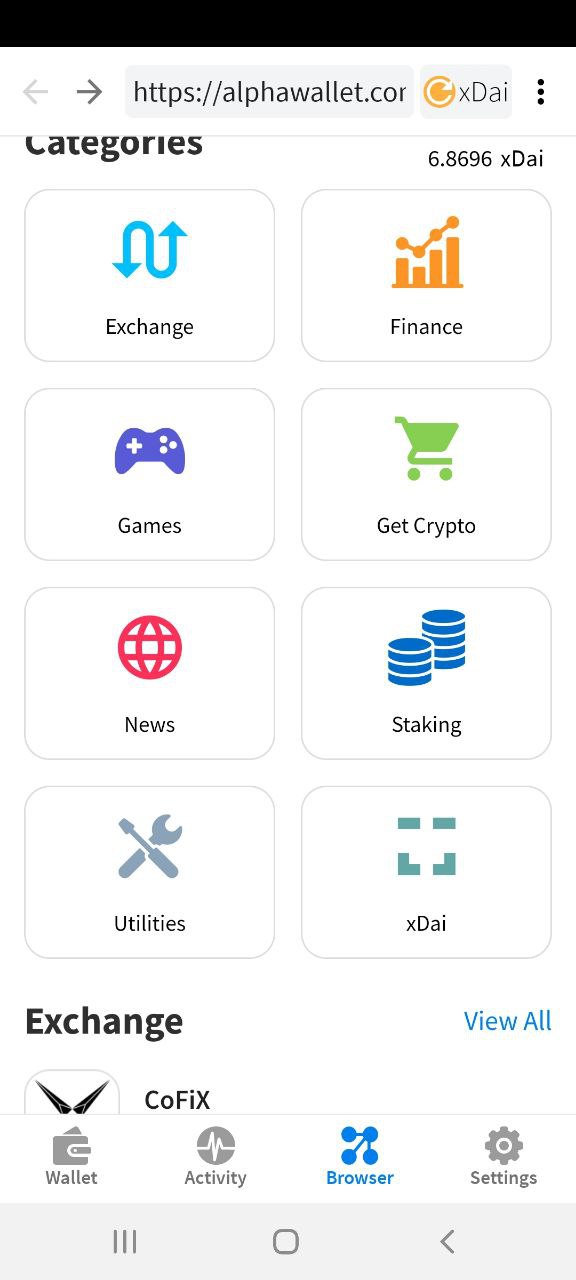 https://alphawallet.cor
xDai
Categories
6.8696 xDai
Exchange
Finance
Games
Get Crypto
News
Staking
Utilities
xDai
Exchange
View All
CoFiX
Wallet
Activity
Browser
Settings